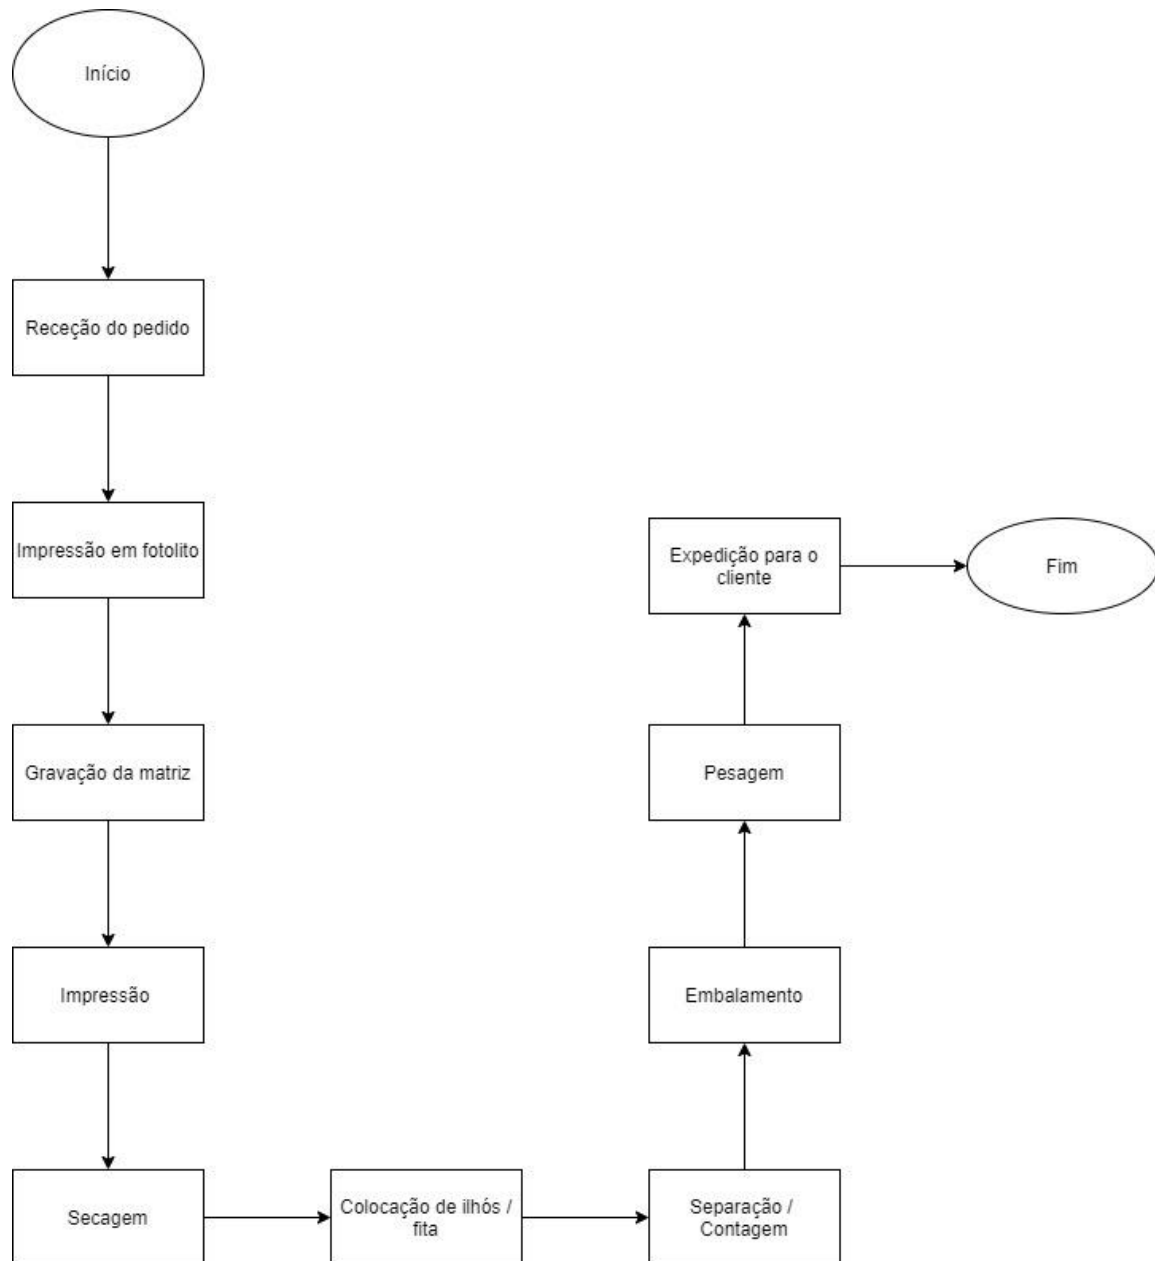 Início
Receção do pedido
Impressão em fotolito
Gravação da matriz
Impressão
Secagem
Colocação de ilhós /
fita
Separação /
Contagem
Embalamento
Pesagem
Expedição para o
cliente
Fim